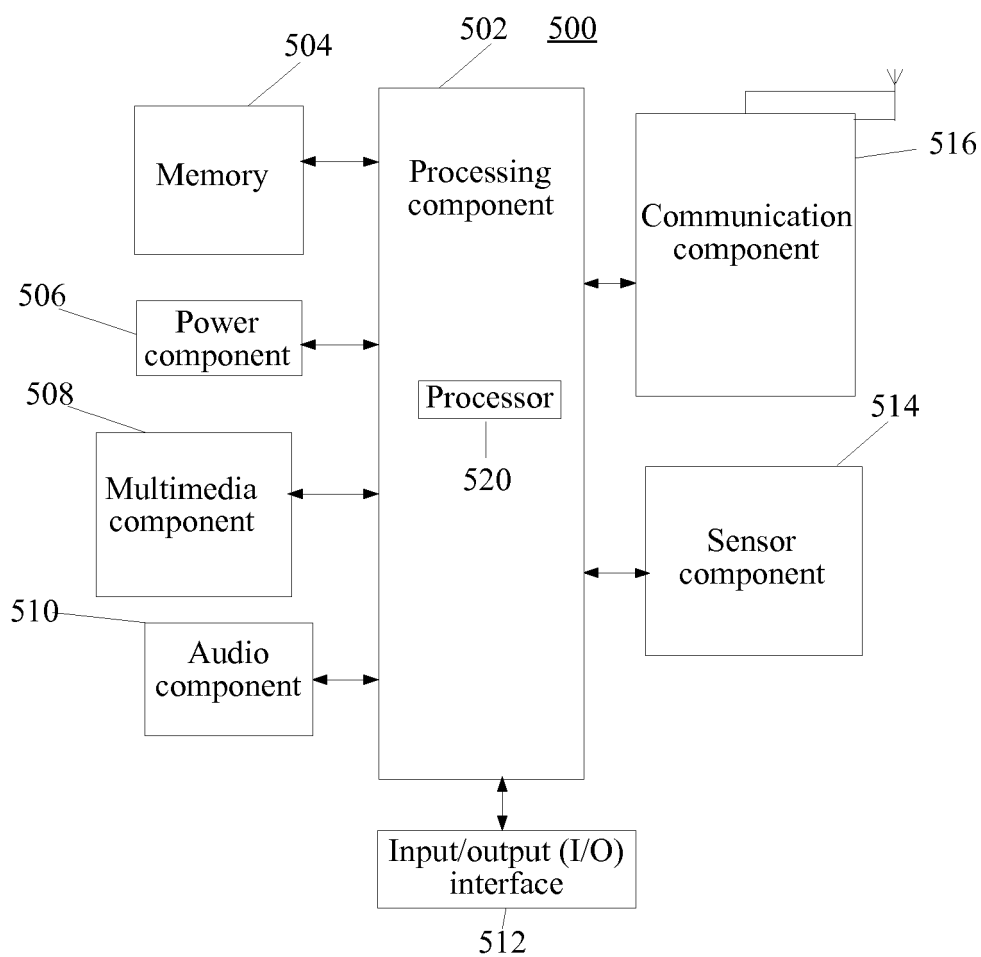 504
502
500
516
Memory
Processing
component
Communication
component
506
Power
component
508
Processor
520
514
Multimedia
component
Sensor
component
510
Audio
component
Input/output (I/O)
interface
512